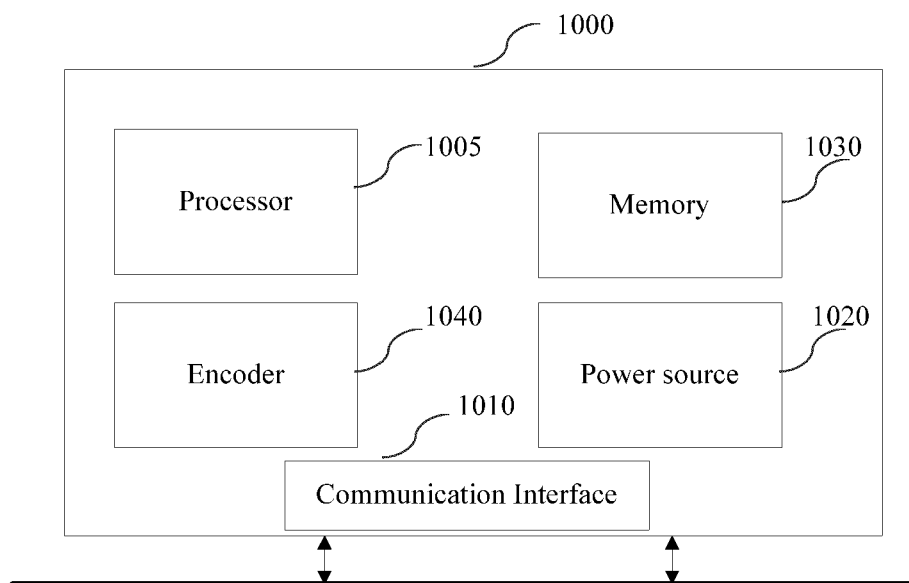 1000
1005
Processor
1030
Memory
1040
Encoder
1020
Power source
1010
Communication Interface